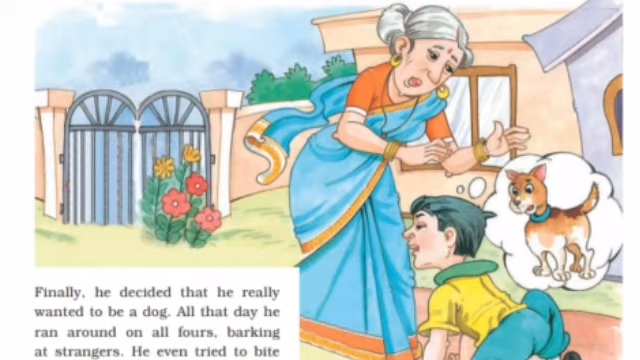 Finally, he decided that he really
wanted to be a dog. All that day he
ran around on all fours, barking
at strangers. He even tried to bite